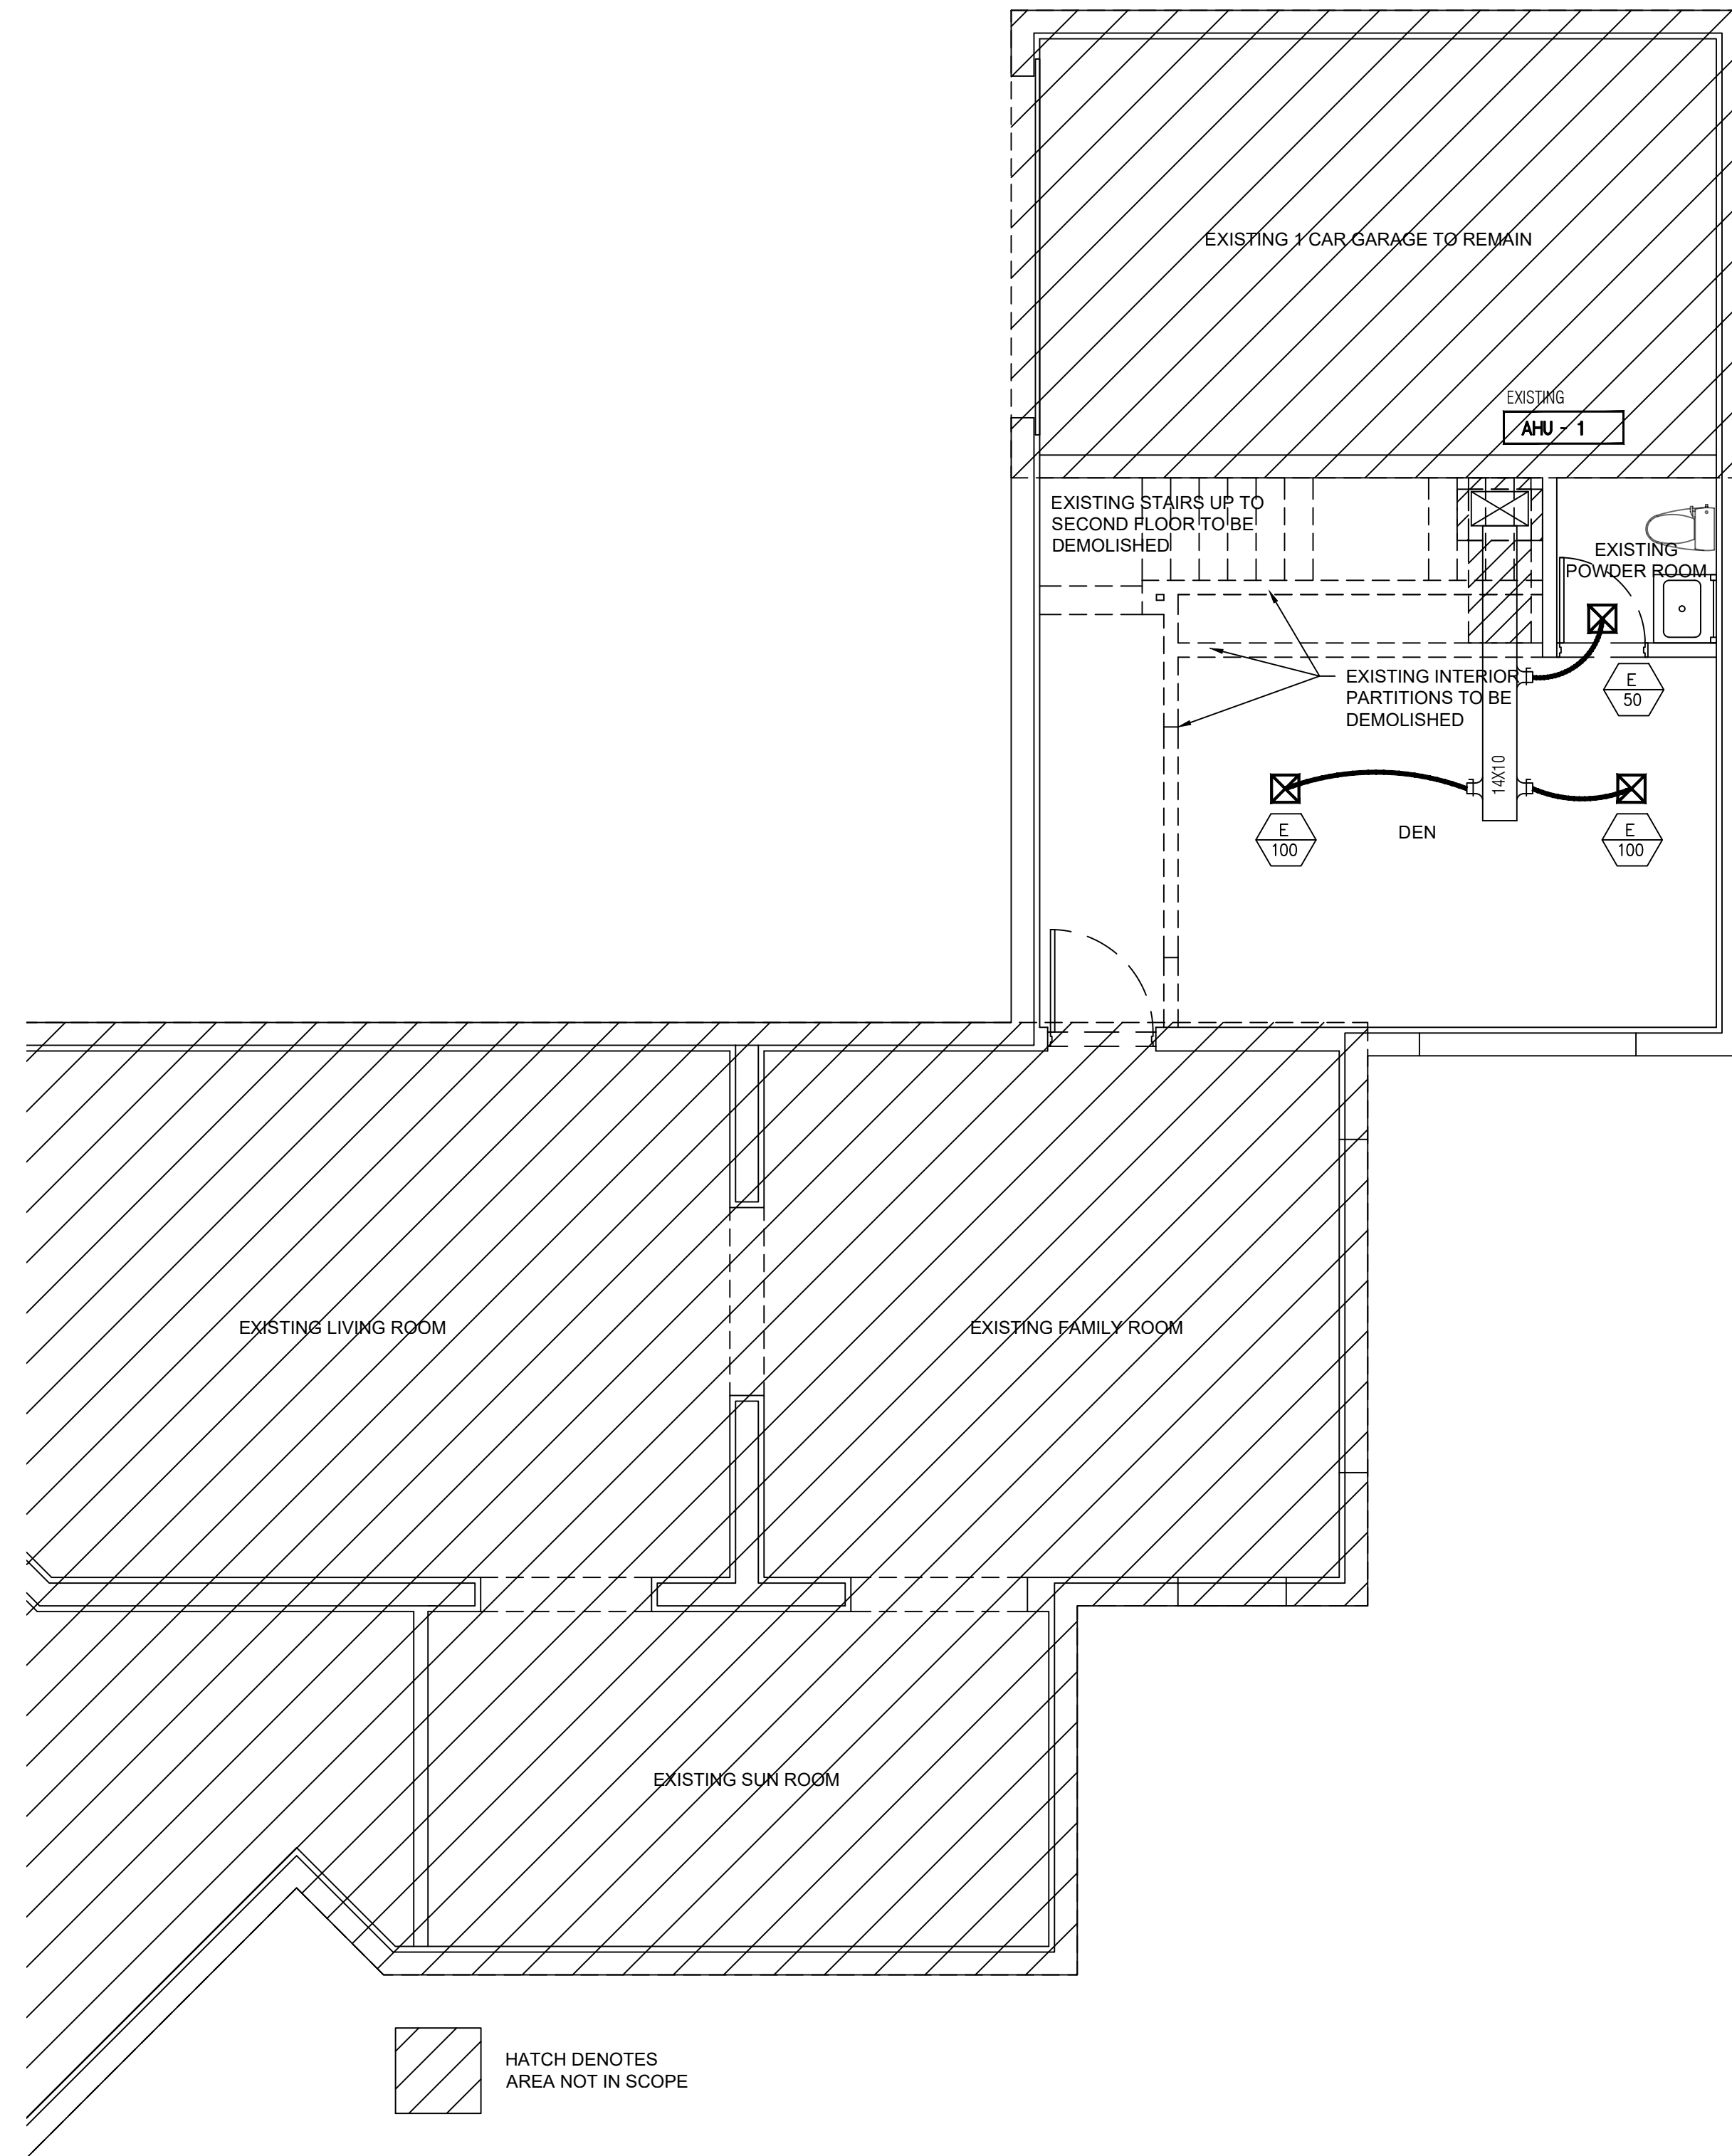 EXISTING 1 CAR GARAGE TO REMAIN
EXISTING
AHU - 1
EXISTING STAIRS UP TO
SECOND FLOOR TO BE
DEMOLISHED
EXISTING
POWDER ROOM
EXISTING INTERIOR
PARTITIONS TO BE
DEMOLISHED
E
50
14X10
E
100
DEN
E
100
EXISTING LIVING ROOM
EXISTING FAMILY ROOM
EXISTING SUN ROOM
HATCH DENOTES
AREA NOT IN SCOPE